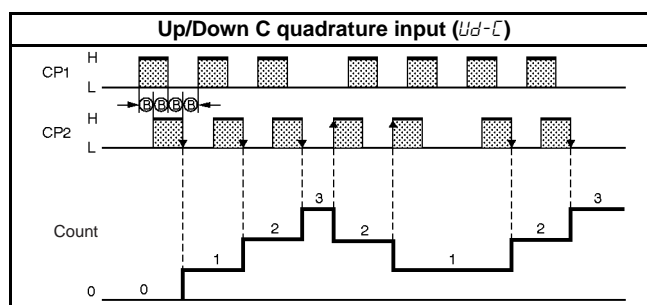 Up/Down C quadrature input (Ud-C)
H
CP1
L
B B B B
H
CP2
L
3 3
2 2 2
Count
1 1
0 0